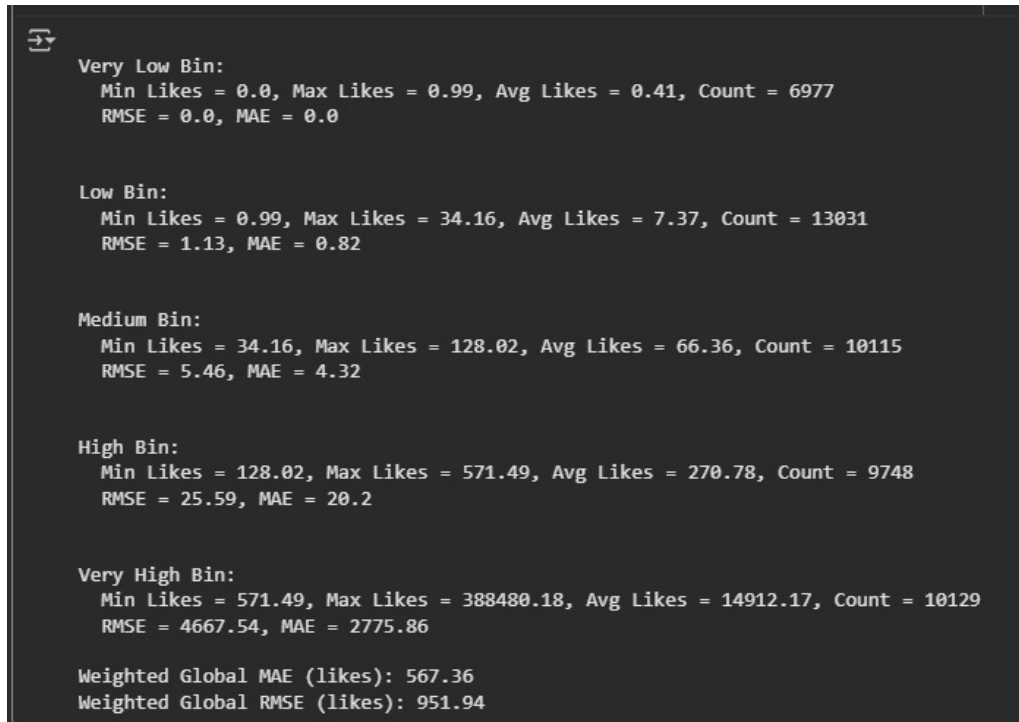 Very Low Bin:
Min Likes = 0.0, Max Likes = 0.99, Avg Likes = 0.41, Count = 6977
RMSE = 0.0, MAE = 0.0
Low Bin:
Min Likes = 0.99, Max Likes = 34.16, Avg Likes = 7.37, Count = 13031
RMSE = 1.13, MAE = 0.82
Medium Bin:
Min Likes = 34.16, Max Likes = 128.02, Avg Likes = 66.36, Count = 10115
RMSE = 5.46, MAE = 4.32
High Bin:
Min Likes = 128.02, Max Likes = 571.49, Avg Likes = 270.78, Count = 9748
RMSE = 25.59, MAE = 20.2
Very High Bin:
Min Likes = 571.49, Max Likes = 388480.18, Avg Likes = 14912.17, Count = 10129
RMSE = 4667.54, MAE = 2775.86
Weighted Global MAE (likes): 567.36
Weighted Global RMSE (likes): 951.94